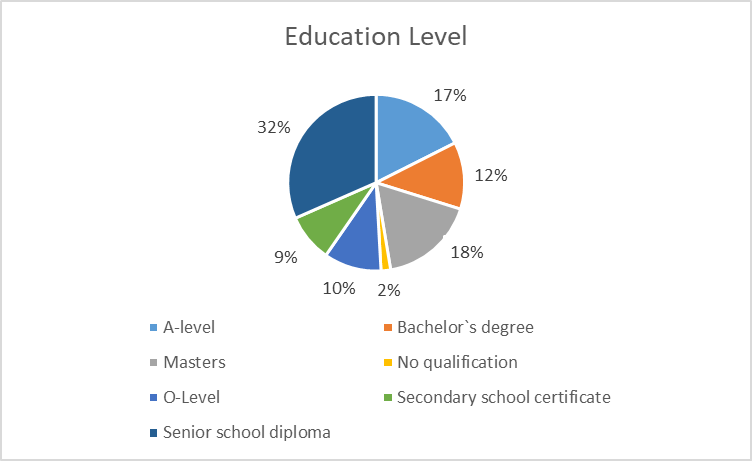 Education Level
17%
32%
12%
18%
9%
10%
2%
A-level
Bachelor`s degree
Masters
No qualification
O-Level
Secondary school certificate
Senior school diploma